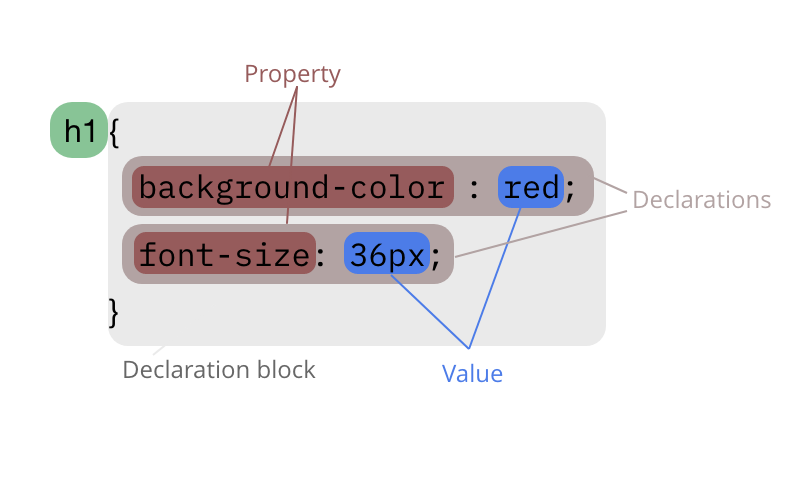 Property
h1{
background-color : red;
Declarations
font-size: 36px;
}
Declaration block
Value